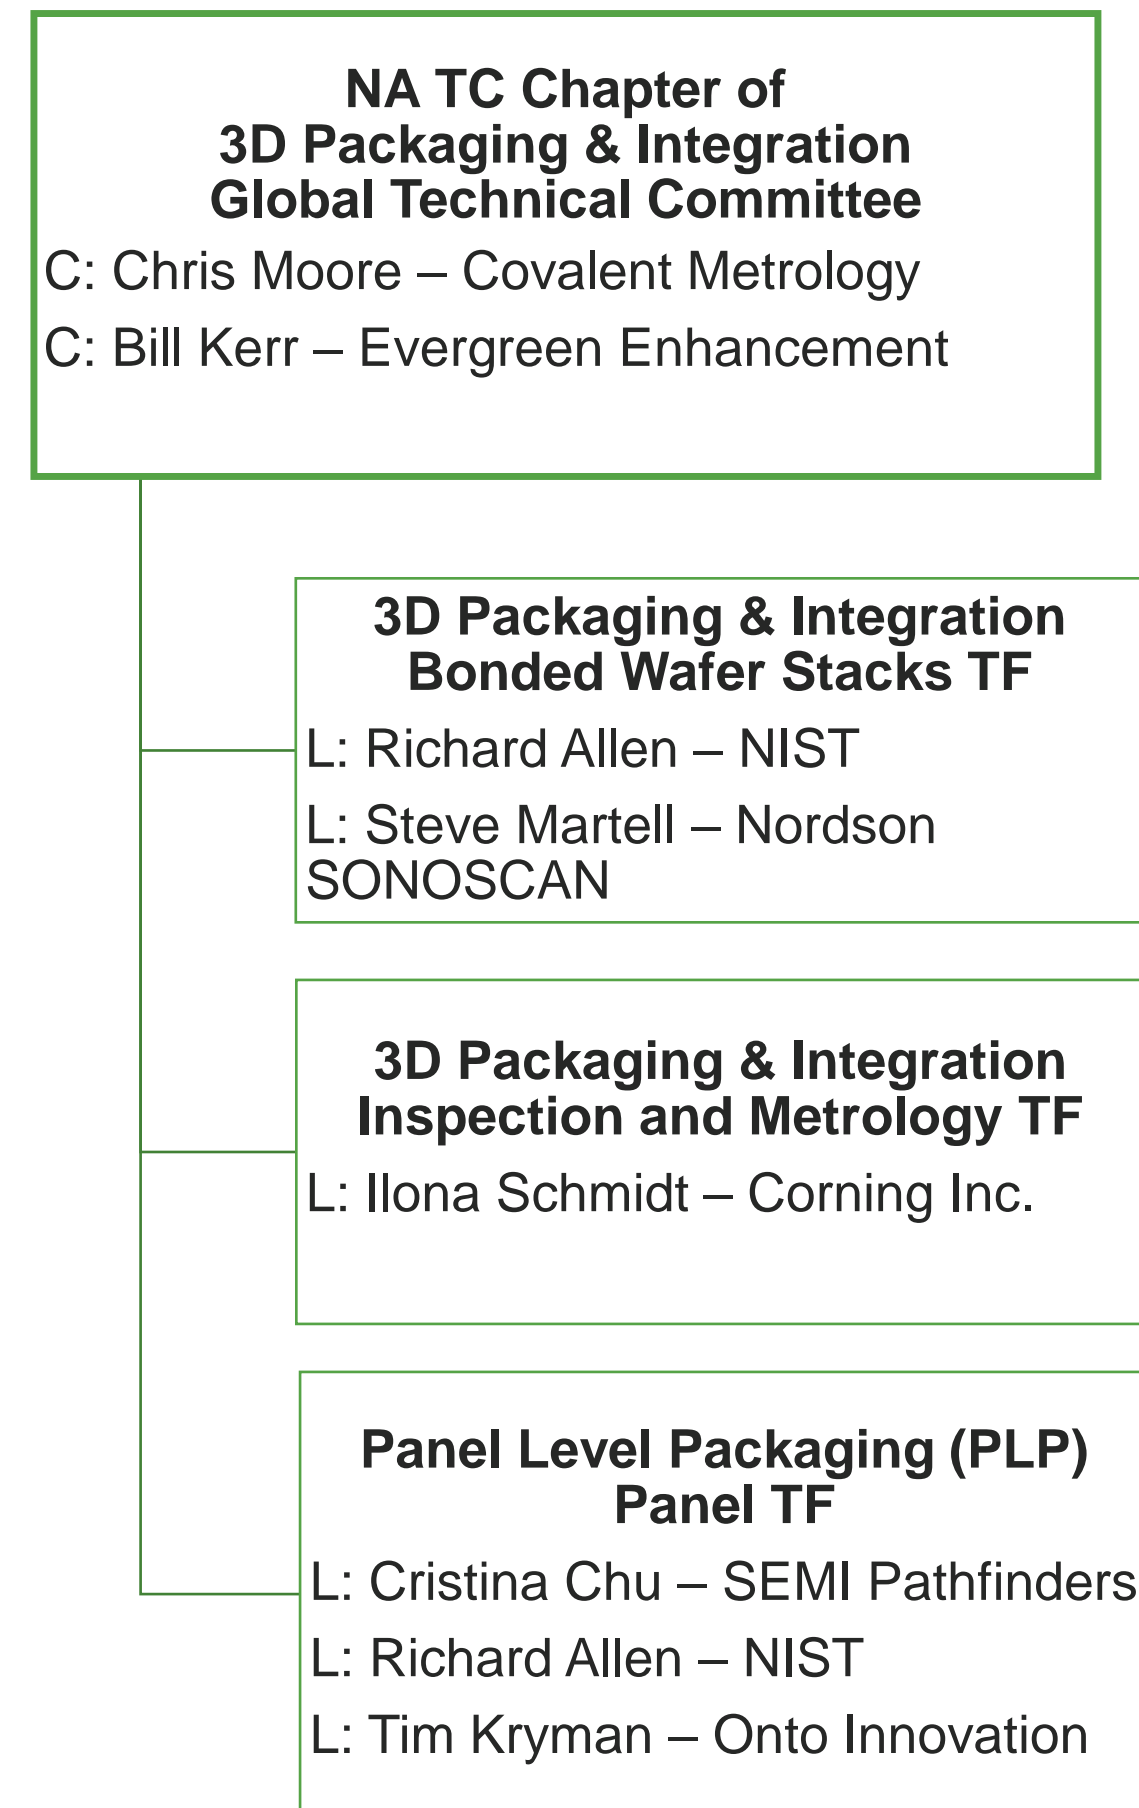 NA TC Chapter of
3D Packaging & Integration
Global Technical Committee
C: Chris Moore – Covalent Metrology
C: Bill Kerr – Evergreen Enhancement
3D Packaging & Integration
Bonded Wafer Stacks TF
L: Richard Allen – NIST
L: Steve Martell – Nordson
SONOSCAN
3D Packaging & Integration
Inspection and Metrology TF
L: Ilona Schmidt – Corning Inc.
Panel Level Packaging (PLP)
Panel TF
L: Cristina Chu – SEMI Pathfinders
L: Richard Allen – NIST
L: Tim Kryman – Onto Innovation